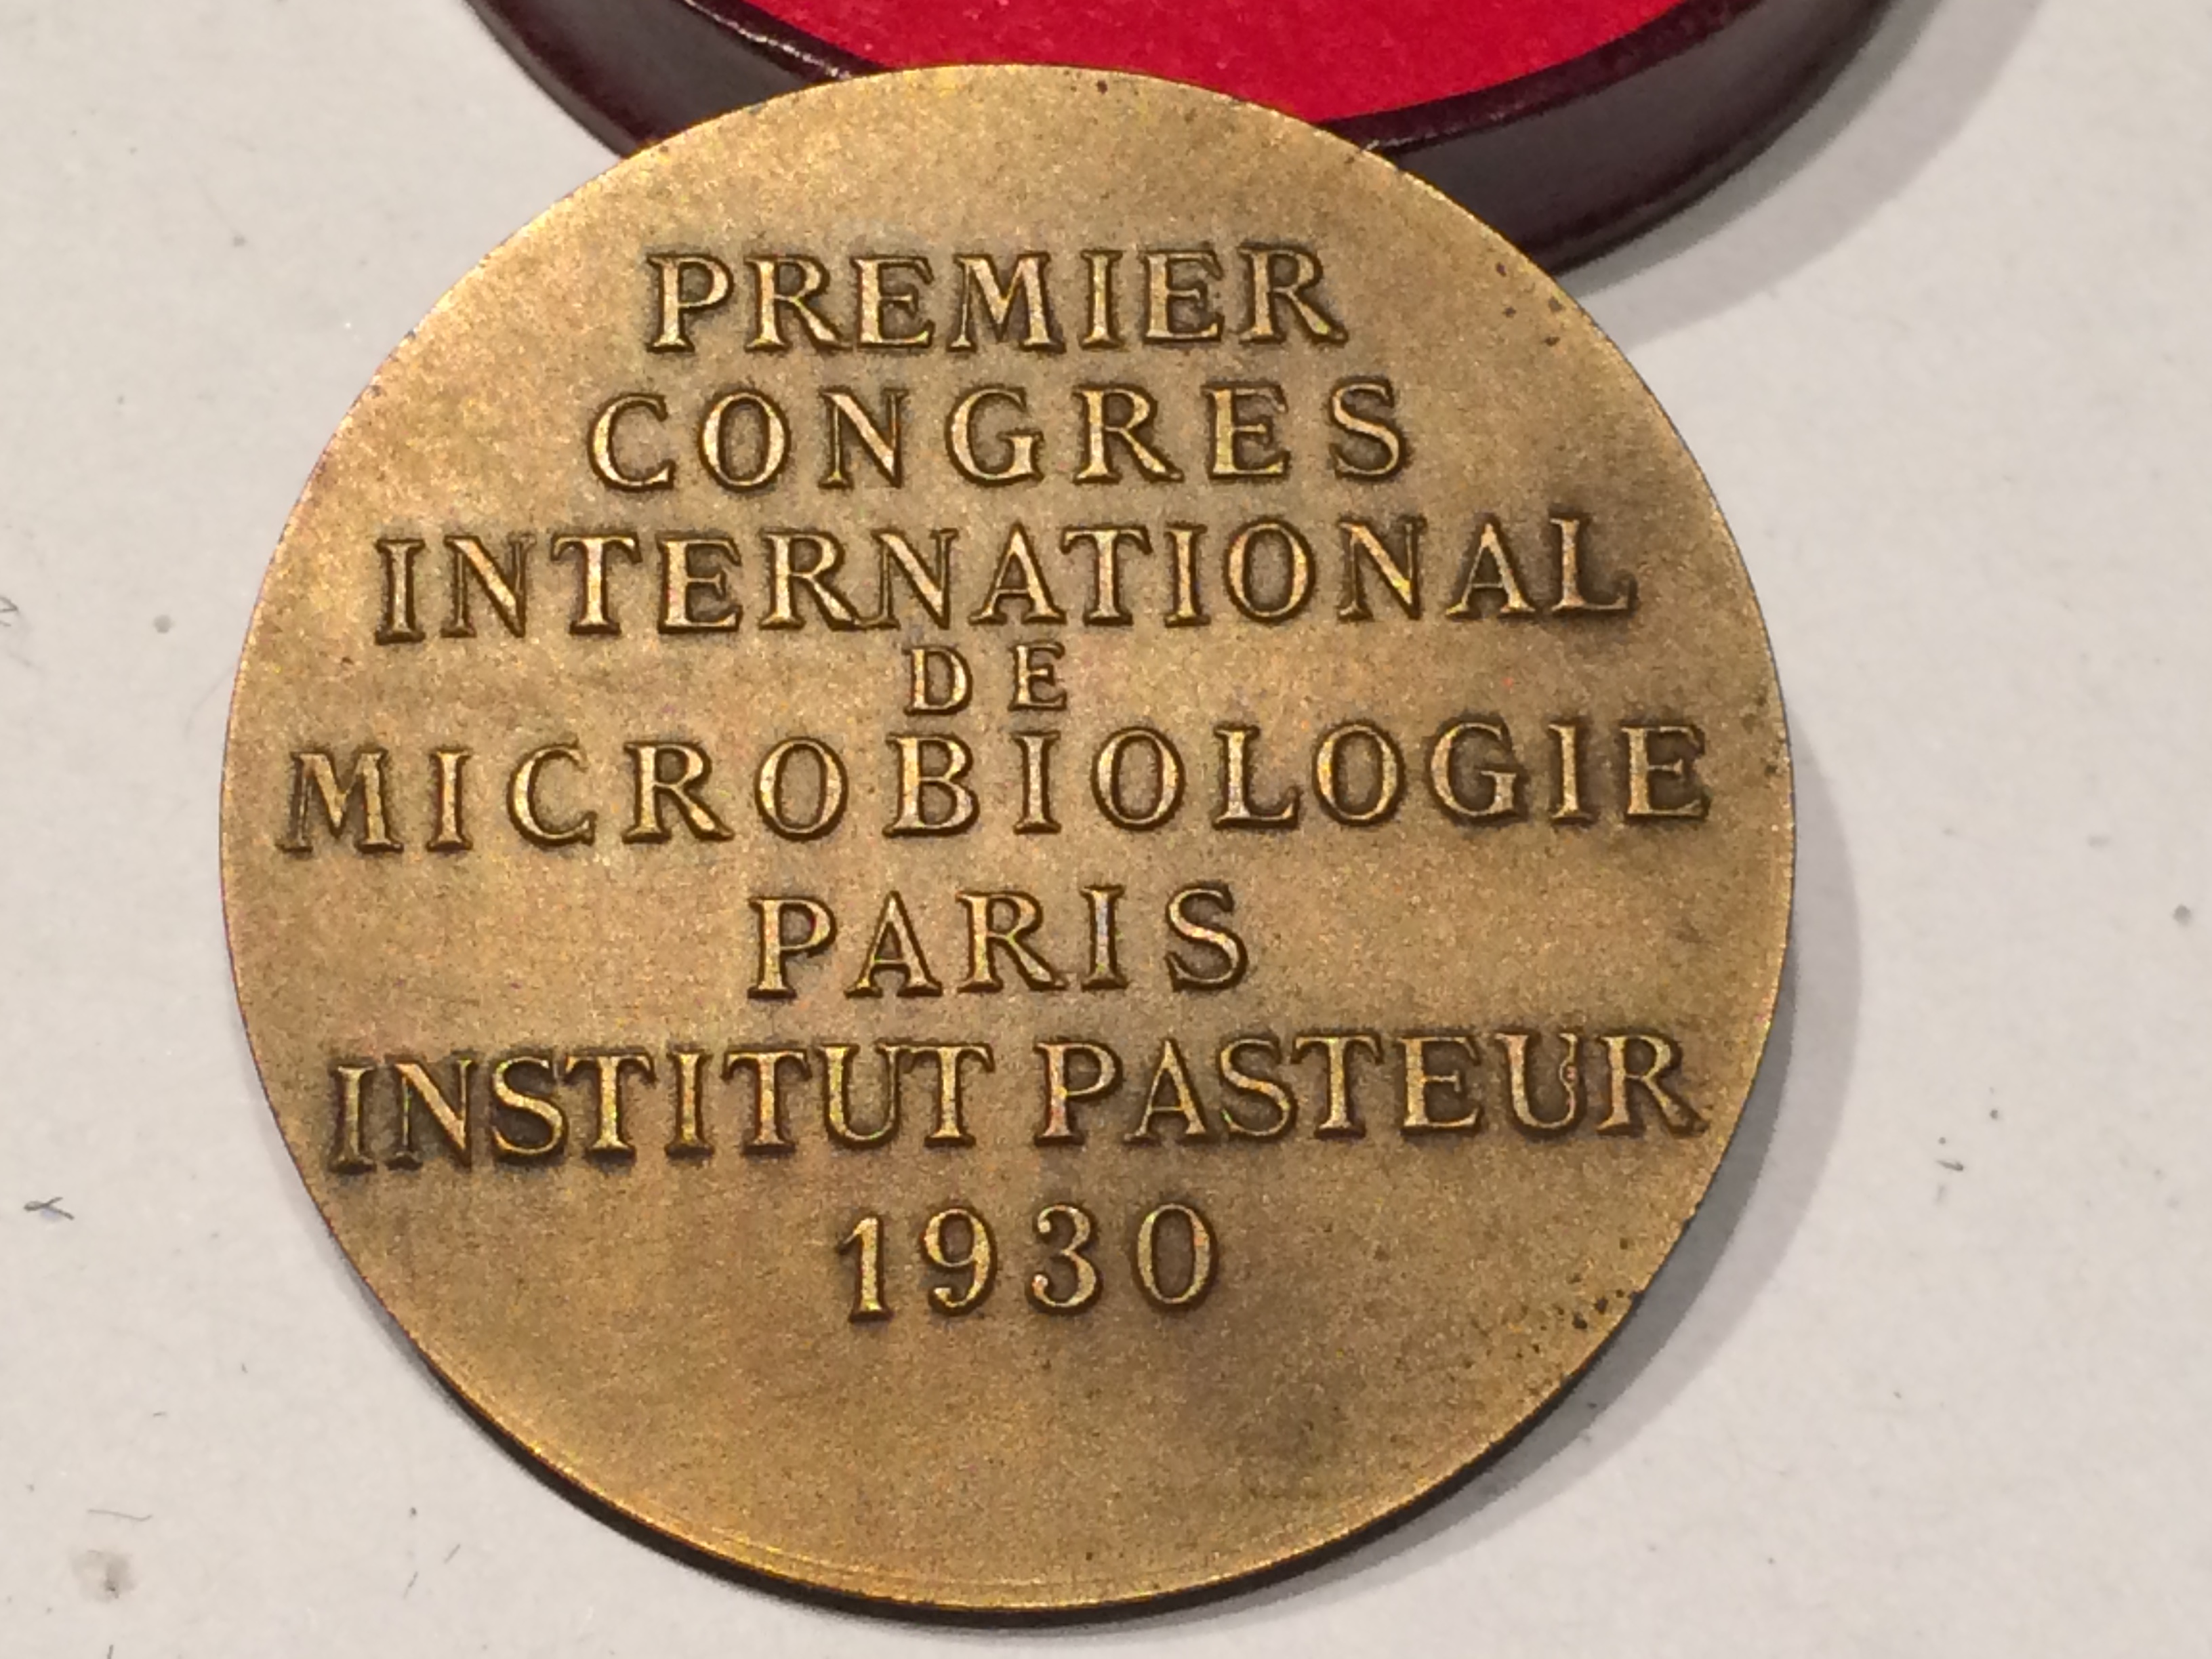 PREMIER
CONGRES
INTERNATIONAL
DE
MICROBIOLOGIE
PARIS
INSTITUT PASTEUR
1930